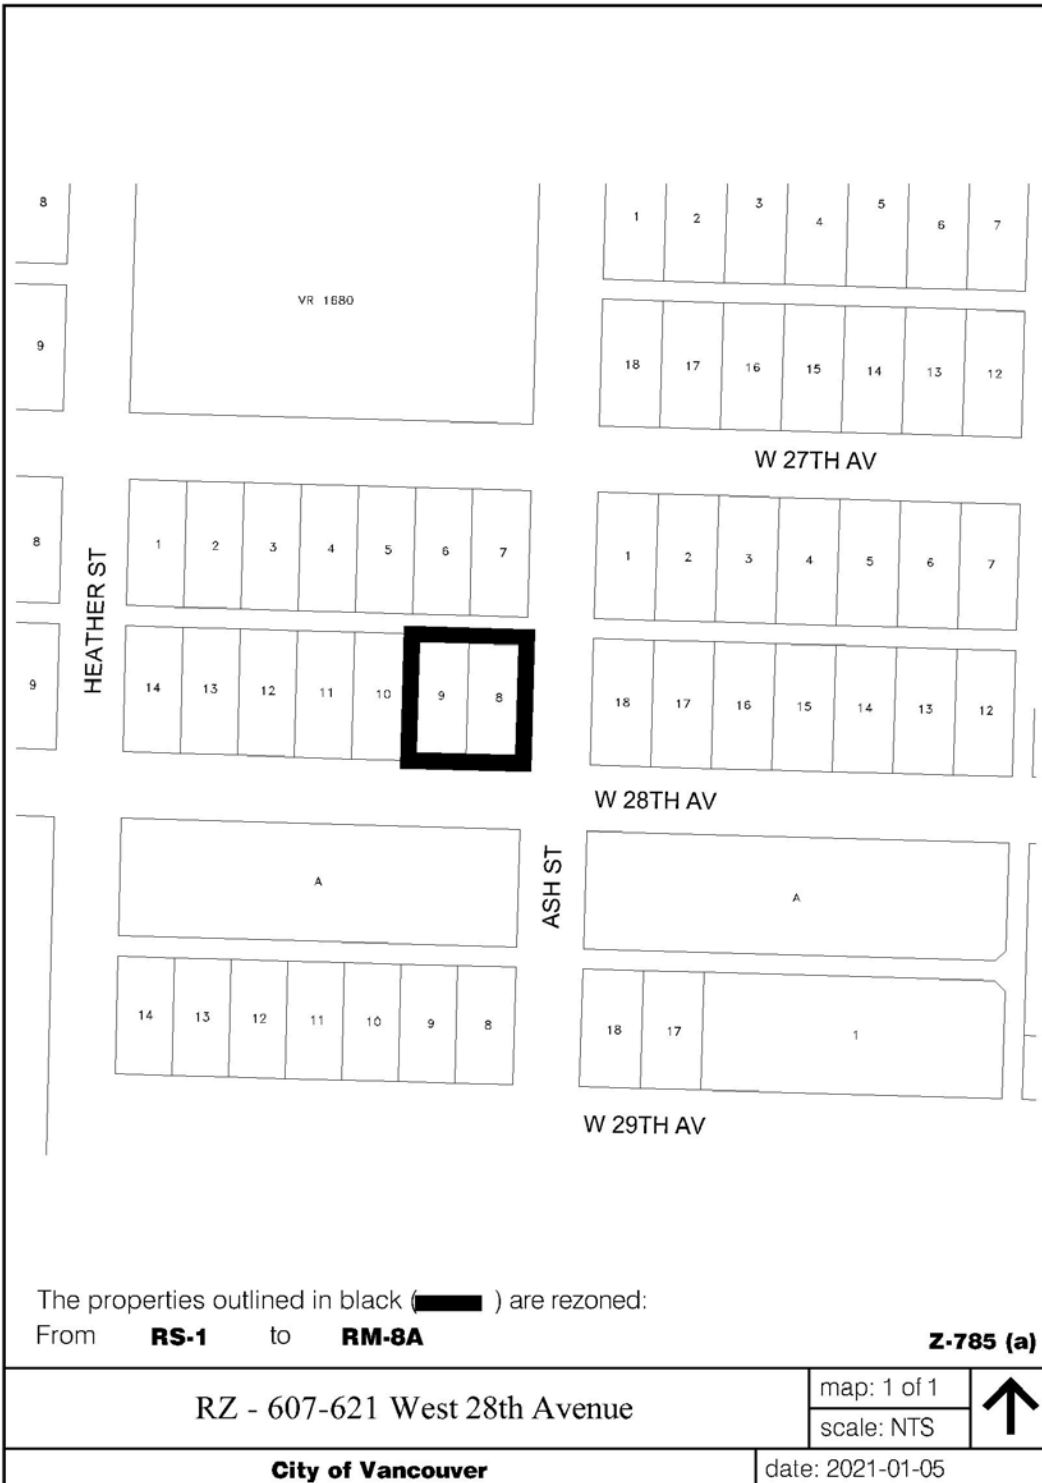 8
1 2 3 4 5 6 7
VR 1680
9
18 17 16 15 14 13 12
W 27TH AV
8
1 2 3 4 5 6 7
1 2 3 4 5 6 7
HEATHER ST
9
14 13 12 11 10 9 8
18 17 16 15 14 13 12
W 28TH AV
A
ASH ST
A
14 13 12 11 10 9 8
18 17 1
W 29TH AV
The properties outlined in black ( ) are rezoned:
From RS-1 to RM-8A
Z-785 (a)
RZ - 607-621 West 28th Avenue
map: 1 of 1
scale: NTS
City of Vancouver
date: 2021-01-05